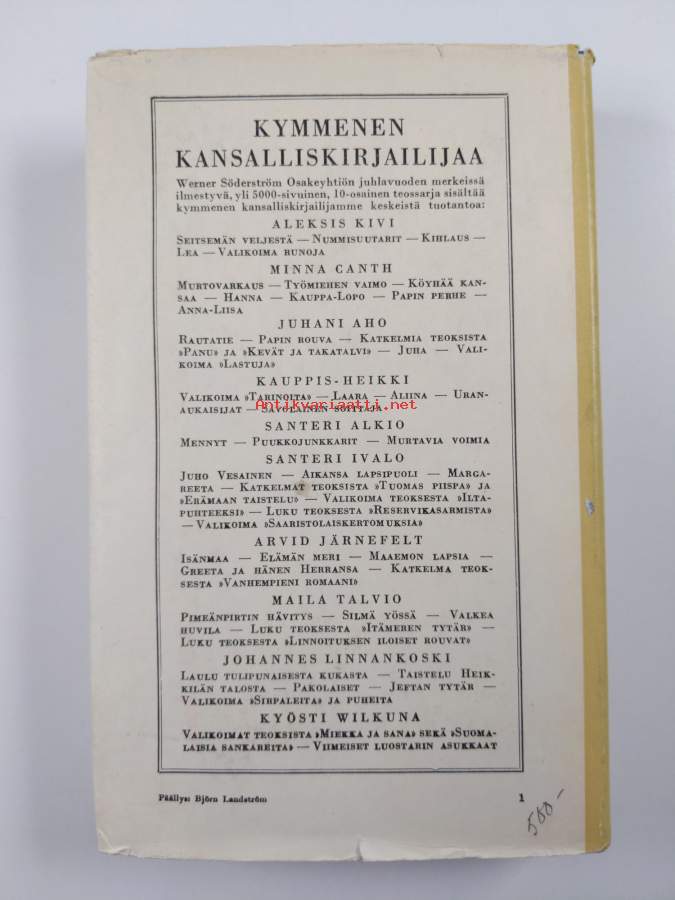 KYMMENEN
KANSALLISKIRJAILIJAA
Werner Söderström Osakeyhtiön juhlavuoden merkeissä
ilmestyvä, yli 5000-sivuinen, 10-osainen teossarja sisältää
kymmenen kansalliskirjailijamme keskeistä tuotantoa:
ALEKSIS KIVI
SEITSEMÄN VELJESTÄ — NUMMISUUTARIT — KIHLAUS —
LEA — VALIKOIMA RUNOJA
MINNA CANTH
MURTOVARKAUS — TYÖMIEHEN VAIMO — KÖYHÄÄ KAN-
SAA — HANNA — KAUPPA-LOPO — PAPIN PERHE —
ANNA-LIISA
JUHANI AHO
RAUTATIE — PAPIN ROUVA — KATKELMIA TEOKSISTA
»PANU» JA »KEVÄT JA TAKATALVI» — JUHA — VALI-
KOIMA »LASTUJA»
KAUPPIS-HEIKKI
VALIKOIMA »TARINOITA» — LAARA — ALIINA — URAN-
AUKAISIJAT — SAVOLAINEN SOITTAJA
Antikvariaatti.net
SANTERI ALKIO
MENNYT — PUUKKOJUNKKARIT — MURTAVIA VOIMIA
SANTERI IVALO
JUHO VESAINEN — AIKANSA LAPSIPUOLI — MARGA-
REETA — KATKELMAT TEOKSISTA »TUOMAS PIISPA» JA
»ERÄMAAN TAISTELU» — VALIKOIMA TEOKSESTA »ILTA-
PUHTEEKSI» — LUKU TEOKSESTA »RESERVIKASARMISTA»
— VALIKOIMA »SAARISTOLAISKERTOMUKSIA»
ARVID JÄRNEFELT
ISÄNMAA — ELÄMÄN MERI — MAAEMON LAPSIA —
GREETA JA HÄNEN HERRANSA — KATKELMA TEOK-
SESTA »VANHEMPIENI ROMAANI»
MAILA TALVIO
PIMEÄNPIRTIN HÄVITYS — SILMÄ YÖSSÄ — VALKEA
HUVILA — LUKU TEOKSESTA »ITÄMEREN TYTÄR» —
LUKU TEOKSESTA »LINNOITUKSEN ILOISET ROUVAT»
JOHANNES LINNANKOSKI
LAULU TULIPUNAISESTA KUKASTA — TAISTELU HEIK-
KILÄN TALOSTA — PAKOLAISET — JEFTAN TYTÄR —
VALIKOIMA »SIRPALEITA» JA PUHEITA
KYÖSTI WILKUNA
VALIKOIMAT TEOKSISTA »MIEKKA JA SANA» SEKÄ »SUOMA-
LAISIA SANKAREITA» — VIIMEISET LUOSTARIN ASUKKAAT
Päällys: Björn Landström 1
500-